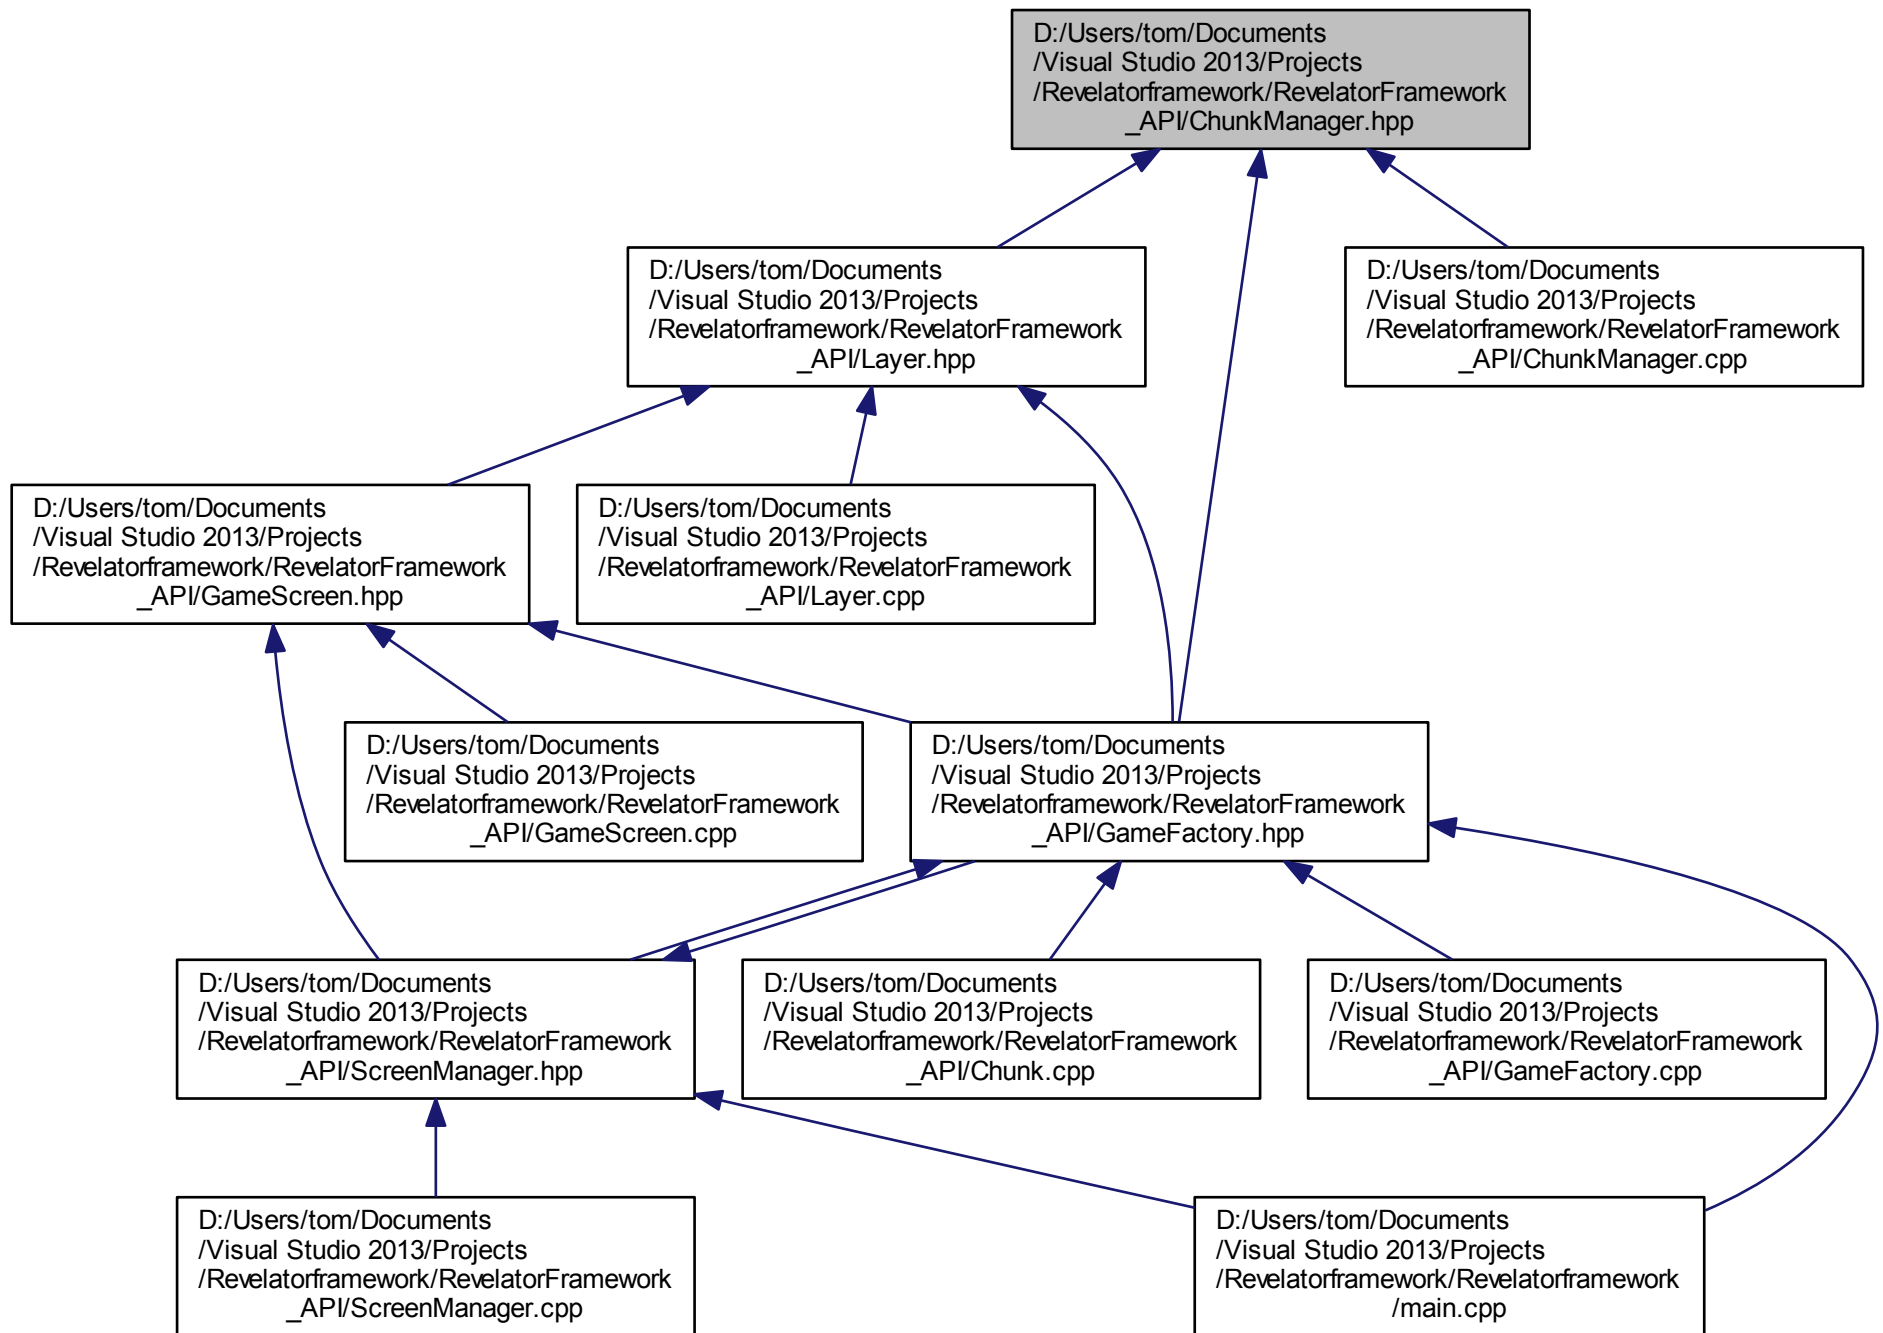 D:/Users/tom/Documents
/Visual Studio 2013/Projects
/Revelatorframework/RevelatorFramework
_API/ChunkManager.hpp
D:/Users/tom/Documents
/Visual Studio 2013/Projects
/Revelatorframework/RevelatorFramework
_API/Layer.hpp
D:/Users/tom/Documents
/Visual Studio 2013/Projects
/Revelatorframework/RevelatorFramework
_API/ChunkManager.cpp
D:/Users/tom/Documents
/Visual Studio 2013/Projects
/Revelatorframework/RevelatorFramework
_API/GameScreen.hpp
D:/Users/tom/Documents
/Visual Studio 2013/Projects
/Revelatorframework/RevelatorFramework
_API/Layer.cpp
D:/Users/tom/Documents
/Visual Studio 2013/Projects
/Revelatorframework/RevelatorFramework
_API/GameScreen.cpp
D:/Users/tom/Documents
/Visual Studio 2013/Projects
/Revelatorframework/RevelatorFramework
_API/GameFactory.hpp
D:/Users/tom/Documents
/Visual Studio 2013/Projects
/Revelatorframework/RevelatorFramework
_API/ScreenManager.hpp
D:/Users/tom/Documents
/Visual Studio 2013/Projects
/Revelatorframework/RevelatorFramework
_API/Chunk.cpp
D:/Users/tom/Documents
/Visual Studio 2013/Projects
/Revelatorframework/RevelatorFramework
_API/GameFactory.cpp
D:/Users/tom/Documents
/Visual Studio 2013/Projects
/Revelatorframework/RevelatorFramework
_API/ScreenManager.cpp
D:/Users/tom/Documents
/Visual Studio 2013/Projects
/Revelatorframework/Revelatorframework
/main.cpp